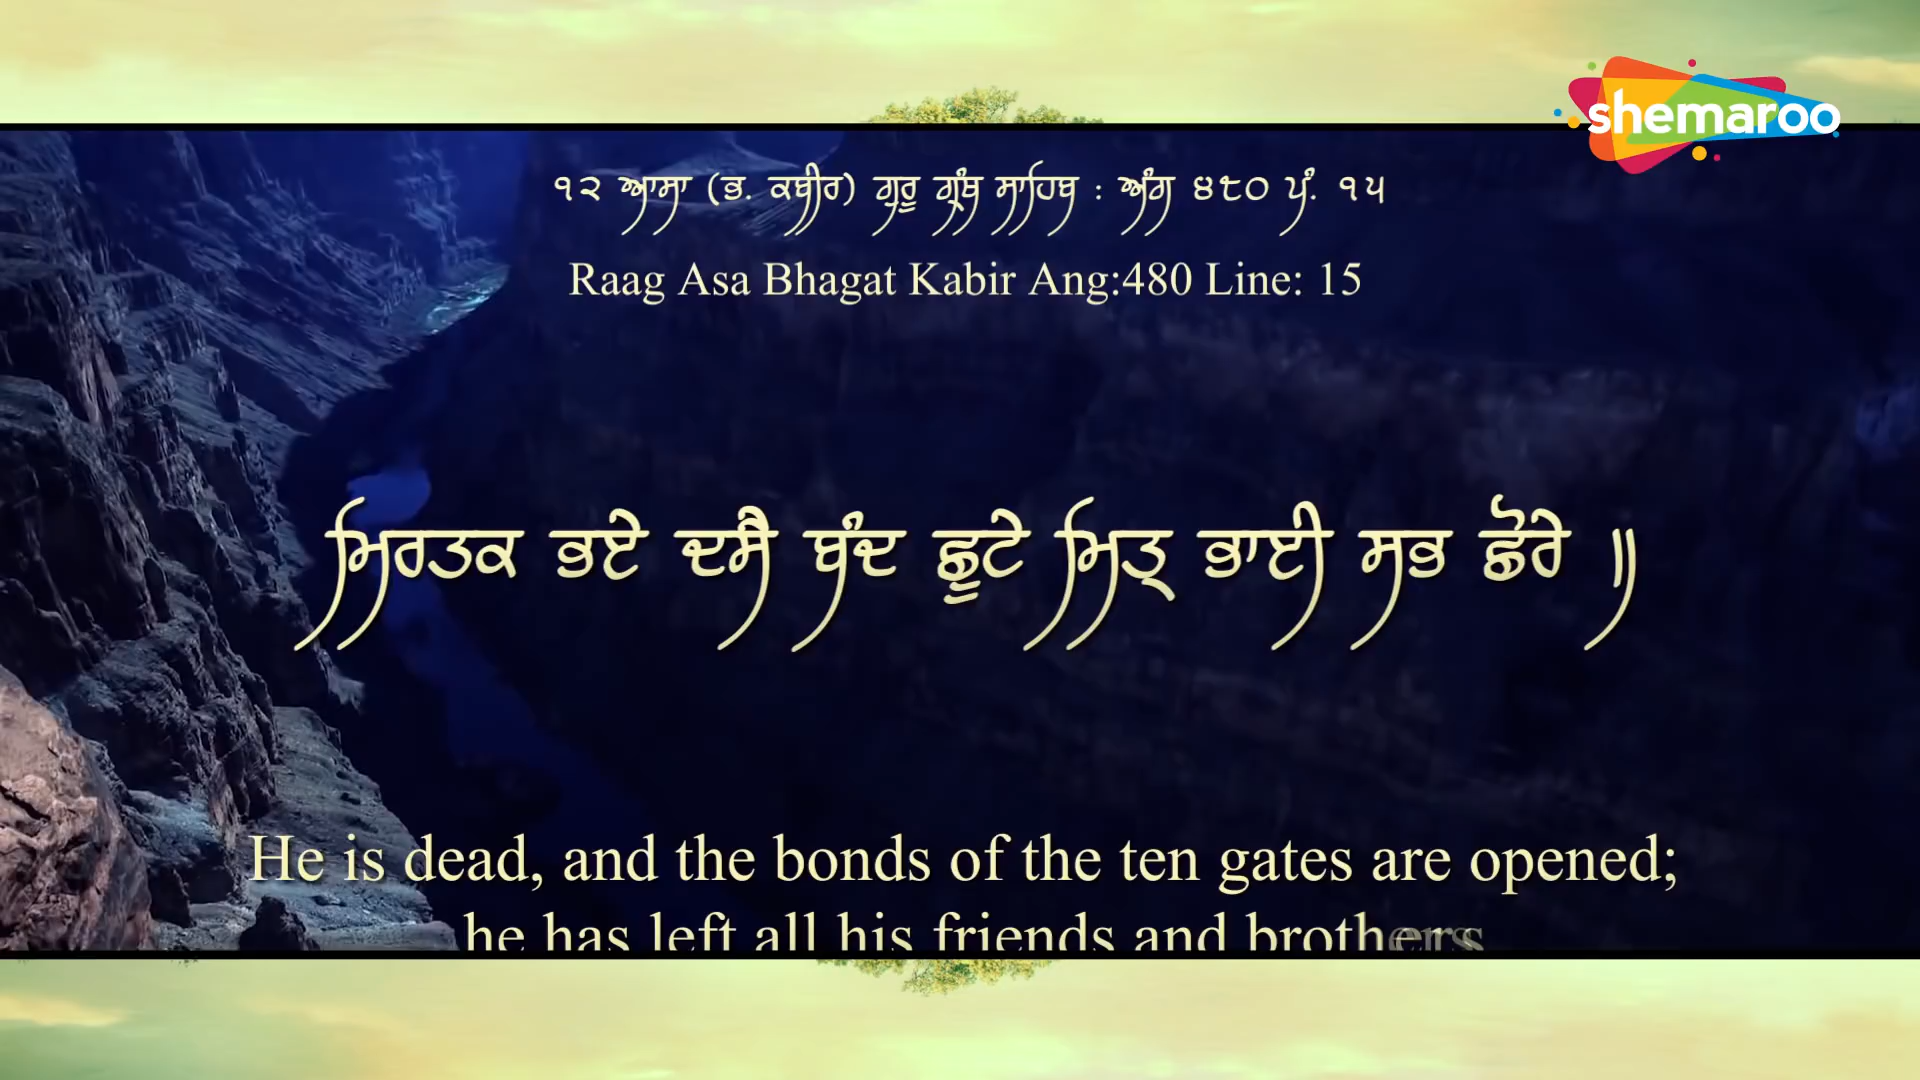 shemaroo
੧੨ ਆਸਾ (ਭ. ਕਬੀਰ) ਗੁਰੂ ਗ੍ਰੰਥ ਸਾਹਿਬ : ਅੰਗ ੪੮੦ ਪੰ. ੧੫
Raag Asa Bhagat Kabir Ang:480 Line: 15
ਮਿਰਤਕ ਭਏ ਦਸੈ ਬੰਦ ਛੂਟੇ ਮਿਤ੍ਰ ਭਾਈ ਸਭ ਛੋਰੇ ॥
He is dead, and the bonds of the ten gates are opened;
he has left all his friends and brothers